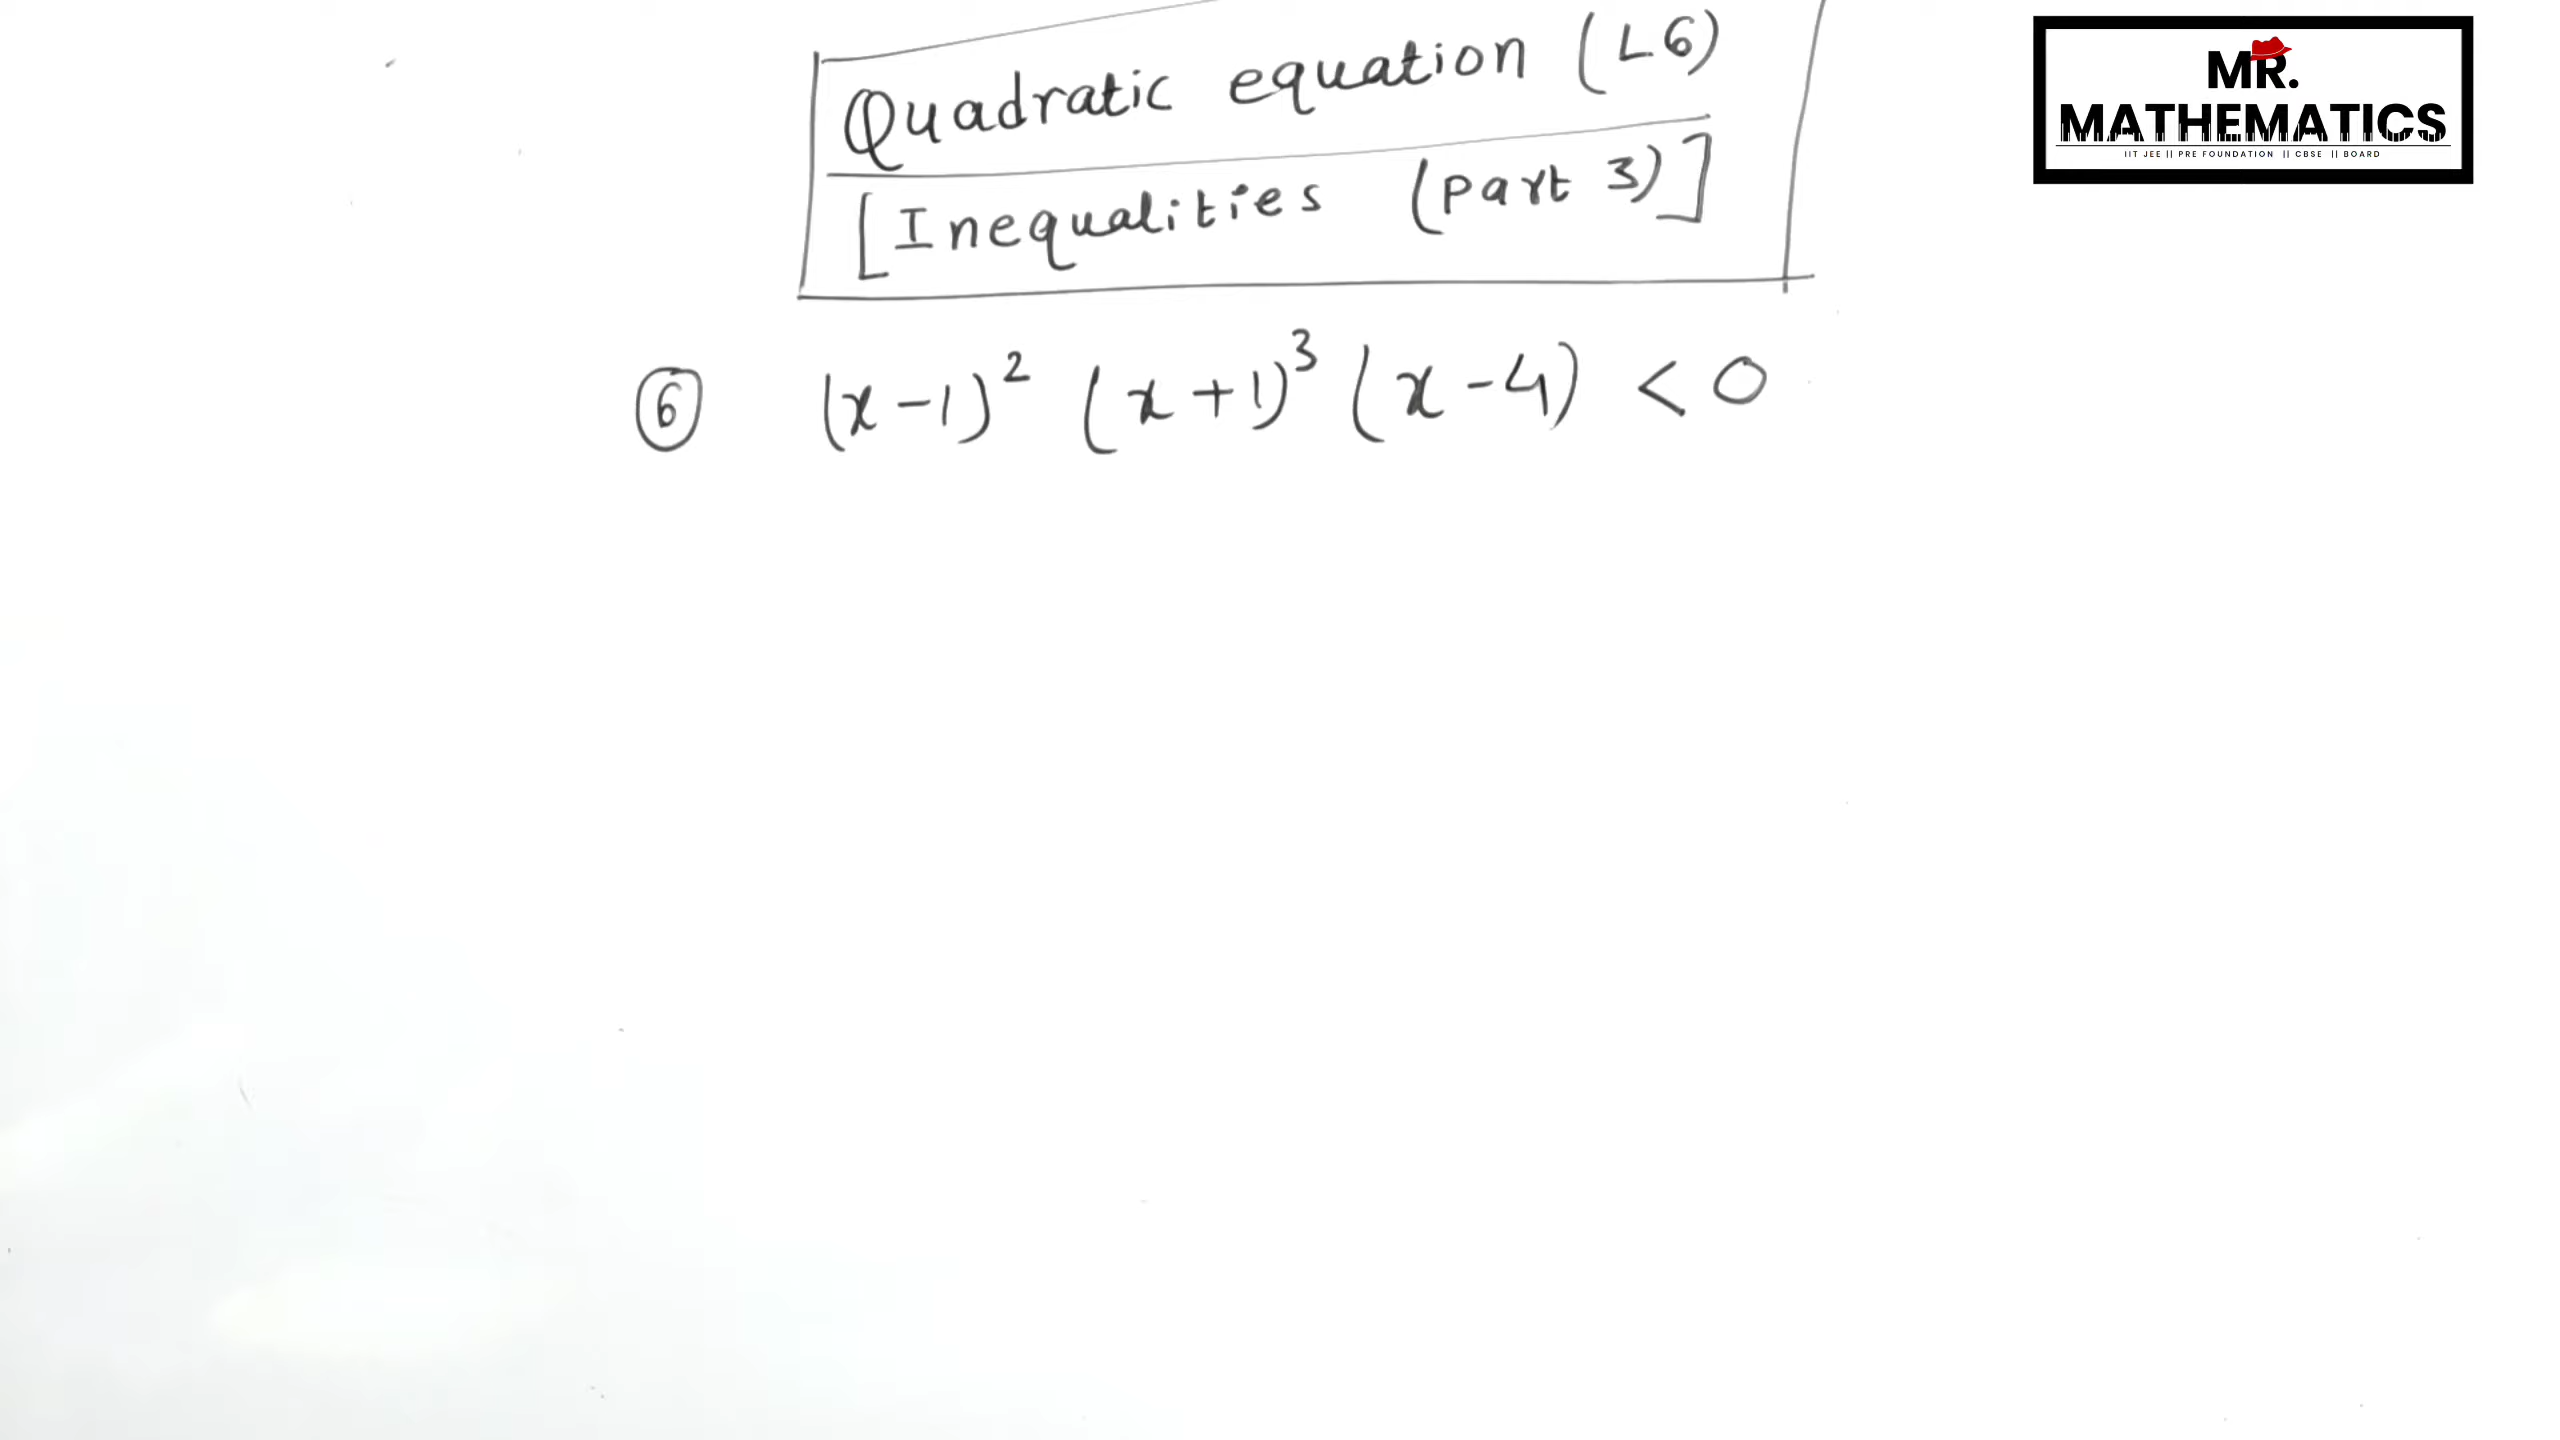 Quadratic equation (L6)
[Inequalities (Part 3)]
MR.
MATHEMATICS
IIT JEE || PRE FOUNDATION || CBSE || BOARD
⑥ (x-1)² (x+1)³ (x-4) < 0